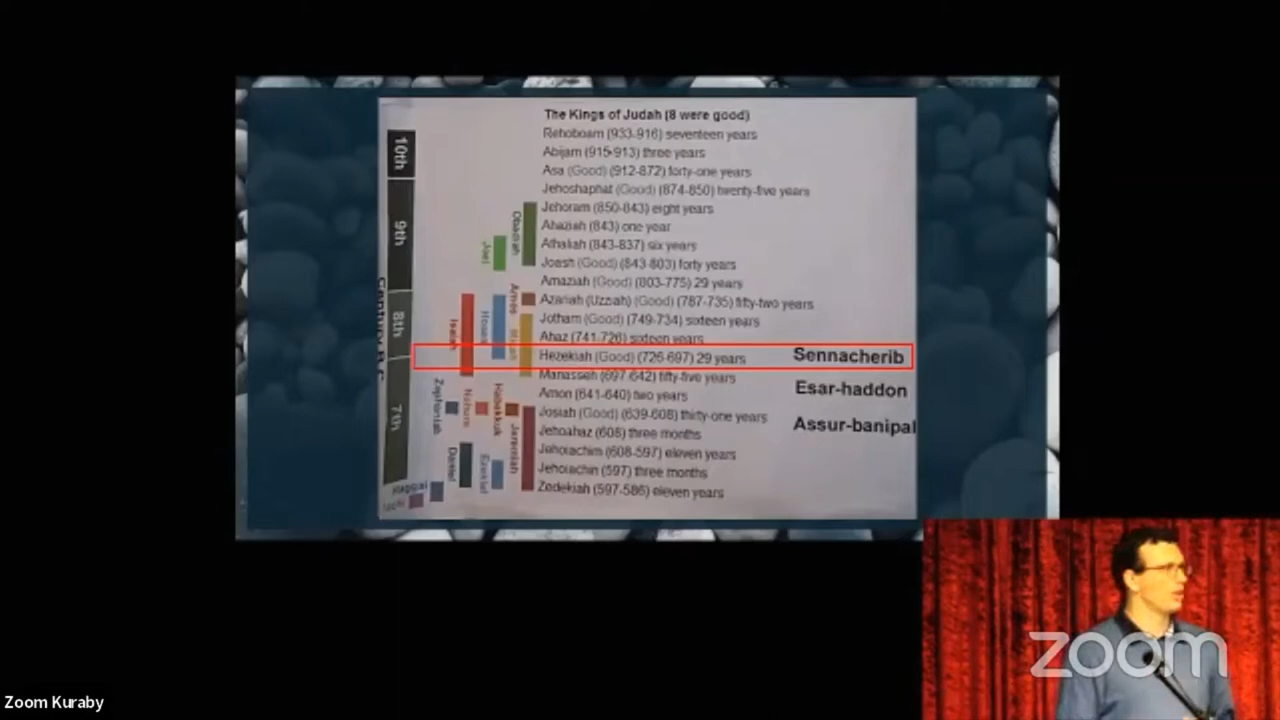 The Kings of Judah (8 were good)
Rehoboam (933-916) seventeen years
Abijam (915-913) three years
Asa (Good) (912-872) forty-one years
Jehoshaphat (Good) (874-850) twenty-five years
Jehoram (850-843) eight years
Ahaziah (843) one year
Athaliah (843-837) six years
Joash (Good) (843-803) forty years
Amaziah (Good) (803-775) 29 years
Azariah (Uzziah) (Good) (787-735) fifty-two years
Jotham (Good) (749-734) sixteen years
Ahaz (741-726) sixteen years
Hezekiah (Good) (726-697) 29 years
Manasseh (697-642) fifty-five years
Amon (641-640) two years
Josiah (Good) (639-608) thirty-one years
Jehoahaz (608) three months
Jehoiachim (608-597) eleven years
Jehoiachin (597) three months
Zedekiah (597-586) eleven years
Sennacherib
Esar-haddon
Assur-banipal
10th
9th
8th
7th
Obadiah
Joel
Amos
Hosea
Isaiah
Micah
Zephaniah
Nahum
Habakkuk
Jeremiah
Daniel
Ezekiel
Haggai
zoom
Zoom Kuraby